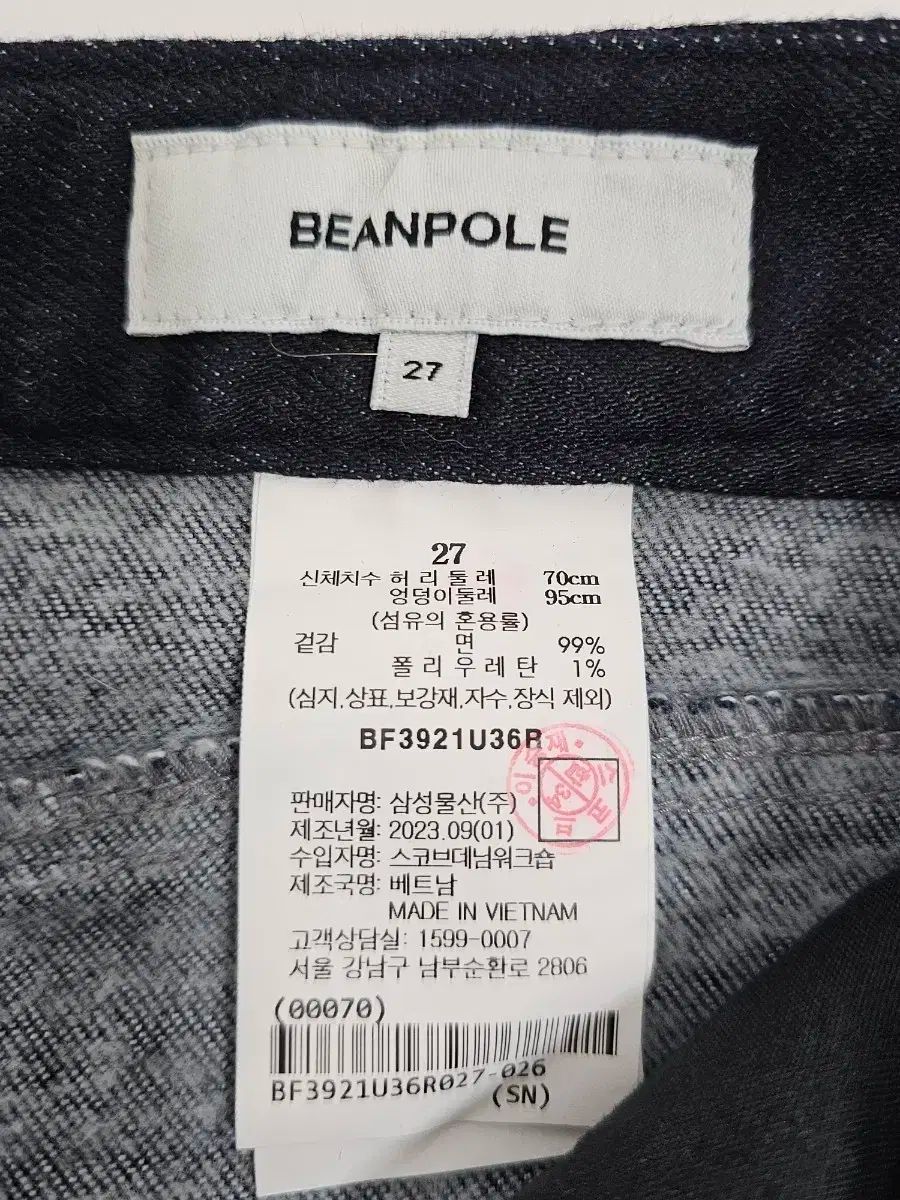 BEANPOLE
27
27
신체치수 허리둘레 70cm
엉덩이둘레 95cm
(섬유의 혼용률)
겉감 면 99%
폴리우레탄 1%
(심지,상표,보강재,자수,장식 제외)
BF3921U36R
판매자명: 삼성물산(주)
제조년월: 2023.09(01)
수입자명: 스코브데님워크숍
제조국명: 베트남
MADE IN VIETNAM
고객상담실: 1599-0007
서울 강남구 남부순환로 2806
(00070)
BF3921U36R027-026
(SN)